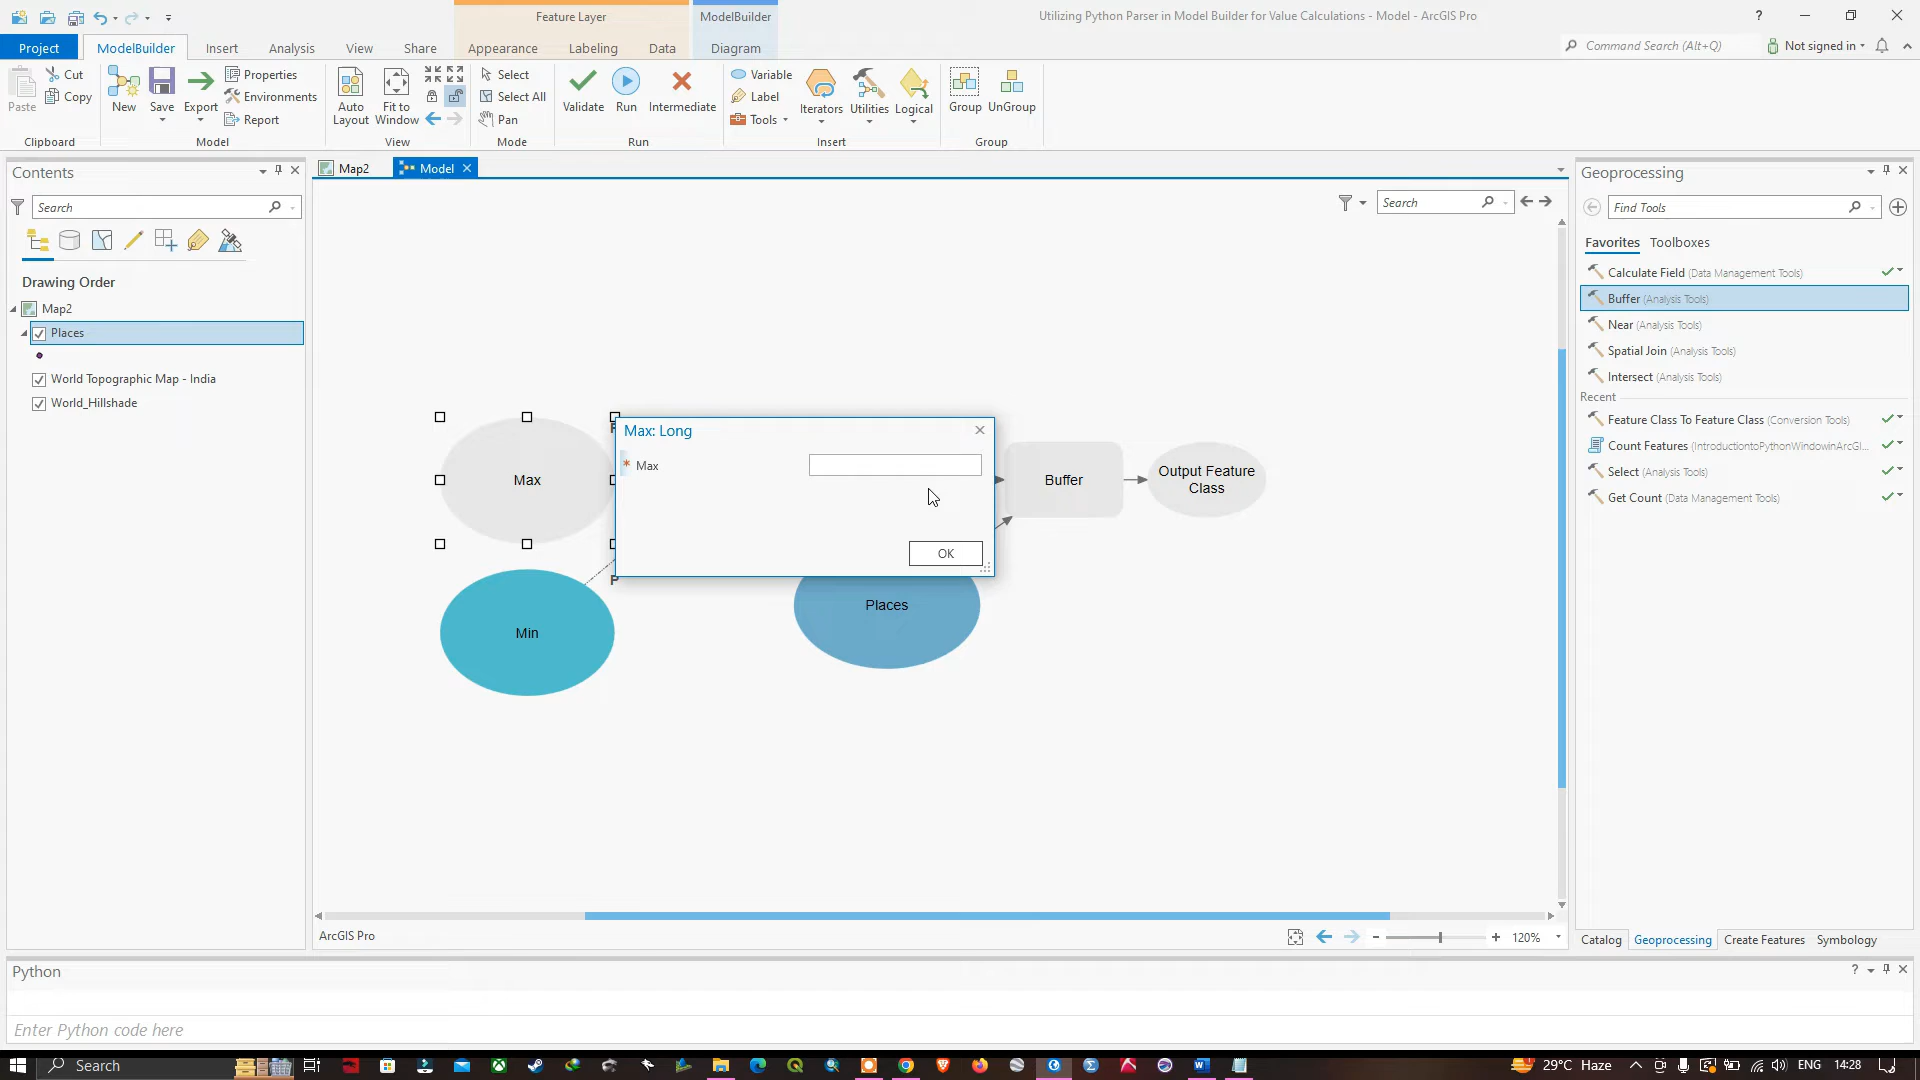 Feature Layer
ModelBuilder
Utilizing Python Parser in Model Builder for Value Calculations - Model - ArcGIS Pro
?
Project
ModelBuilder
Insert
Analysis
View
Share
Appearance
Labeling
Data
Diagram
Command Search (Alt+Q)
Not signed in
Paste
Cut
Copy
Clipboard
New
Save
Export
Properties
Environments
Report
Model
Auto Layout
Fit to Window
View
Select
Select All
Pan
Mode
Validate
Run
Intermediate
Run
Variable
Label
Tools
Iterators
Utilities
Logical
Insert
Group
UnGroup
Group
Contents
Search
Drawing Order
Map2
Places
World Topographic Map - India
World_Hillshade
Map2
Model
Search
Max
Max: Long
* Max
OK
P
Min
Places
Buffer
Output Feature
Class
ArcGIS Pro
120%
Geoprocessing
Find Tools
Favorites
Toolboxes
Calculate Field (Data Management Tools)
Buffer (Analysis Tools)
Near (Analysis Tools)
Spatial Join (Analysis Tools)
Intersect (Analysis Tools)
Recent
Feature Class To Feature Class (Conversion Tools)
Count Features (IntroductiontoPythonWindowinArcGI...
Select (Analysis Tools)
Get Count (Data Management Tools)
Catalog
Geoprocessing
Create Features
Symbology
Python
?
Enter Python code here
Search
29°C Haze
ENG
14:28